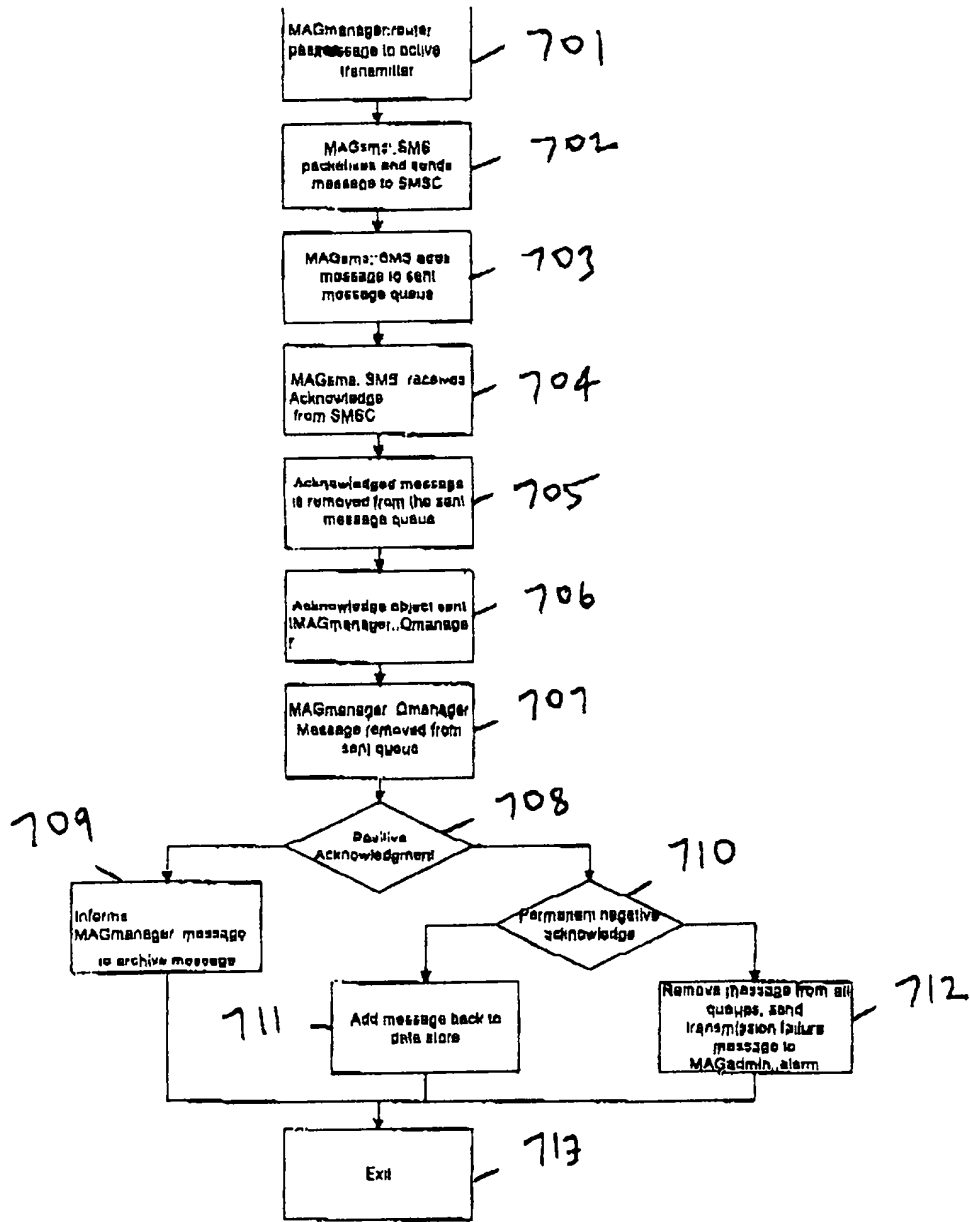 MAGmanager:router
message to active
transmitter
701
MAGsms:.SMS
packetises and sends
message to SMSC
702
MAGsms:.SMS adds
message to sent
message queue
703
MAGsms. SMS receives
Acknowledge
from SMSC
704
Acknowledged message
is removed from the sent
message queue
705
Acknowledge object sent
MAGmanager..Qmanage
r
706
MAGmanager Qmanager
Message removed from
sent queue
707
Positive
Acknowledgment
708
709
Informs
MAGmanager message
to archive message
Permanent negative
acknowledge
710
711
Add message back to
data store
Remove message from all
queues, send
transmission failure
message to
MAGadmin..alarm
712
Exit
713